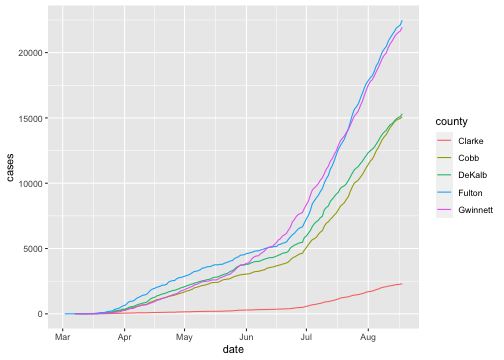 20000
15000
10000
5000
0
cases
Mar Apr May Jun Jul Aug
date
county
Clarke
Cobb
DeKalb
Fulton
Gwinnett